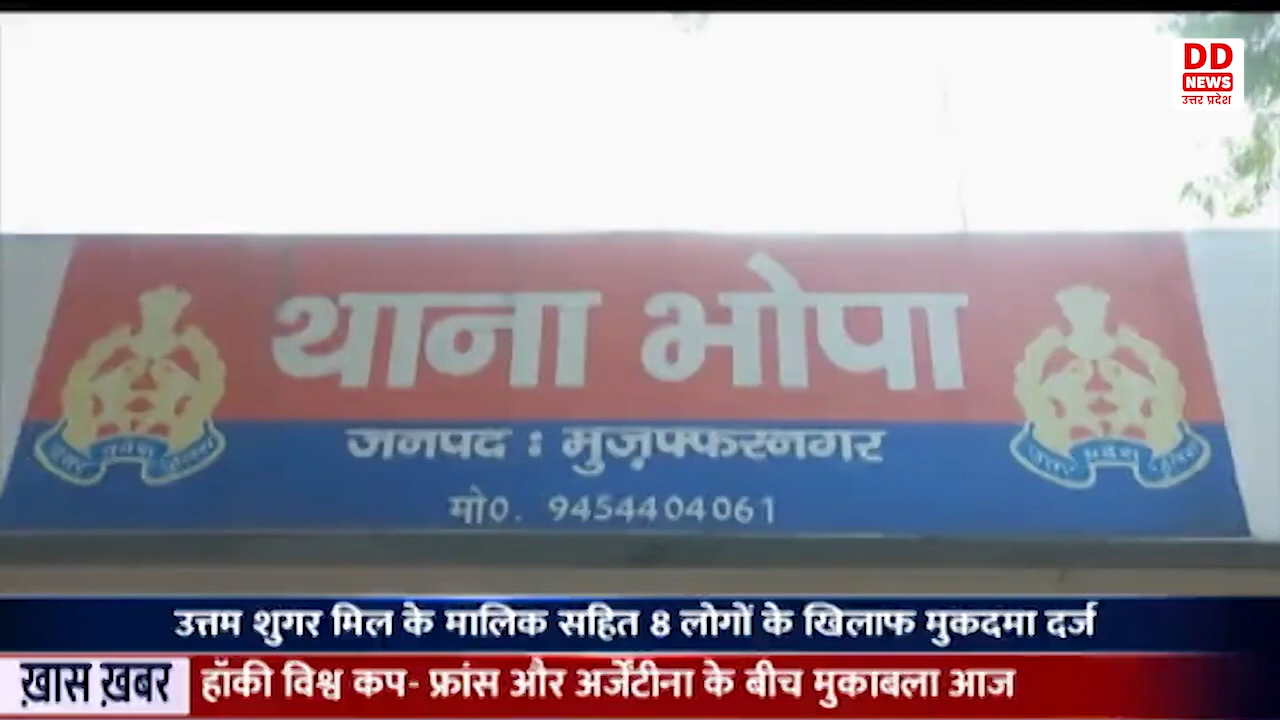 DD
NEWS
उत्तर प्रदेश
थाना भोपा
जनपद : मुज़फ्फरनगर
मो0. 9454404061
उत्तम शुगर मिल के मालिक सहित 8 लोगों के खिलाफ मुकदमा दर्ज
ख़ास ख़बर
हॉकी विश्व कप- फ्रांस और अर्जेंटीना के बीच मुकाबला आज